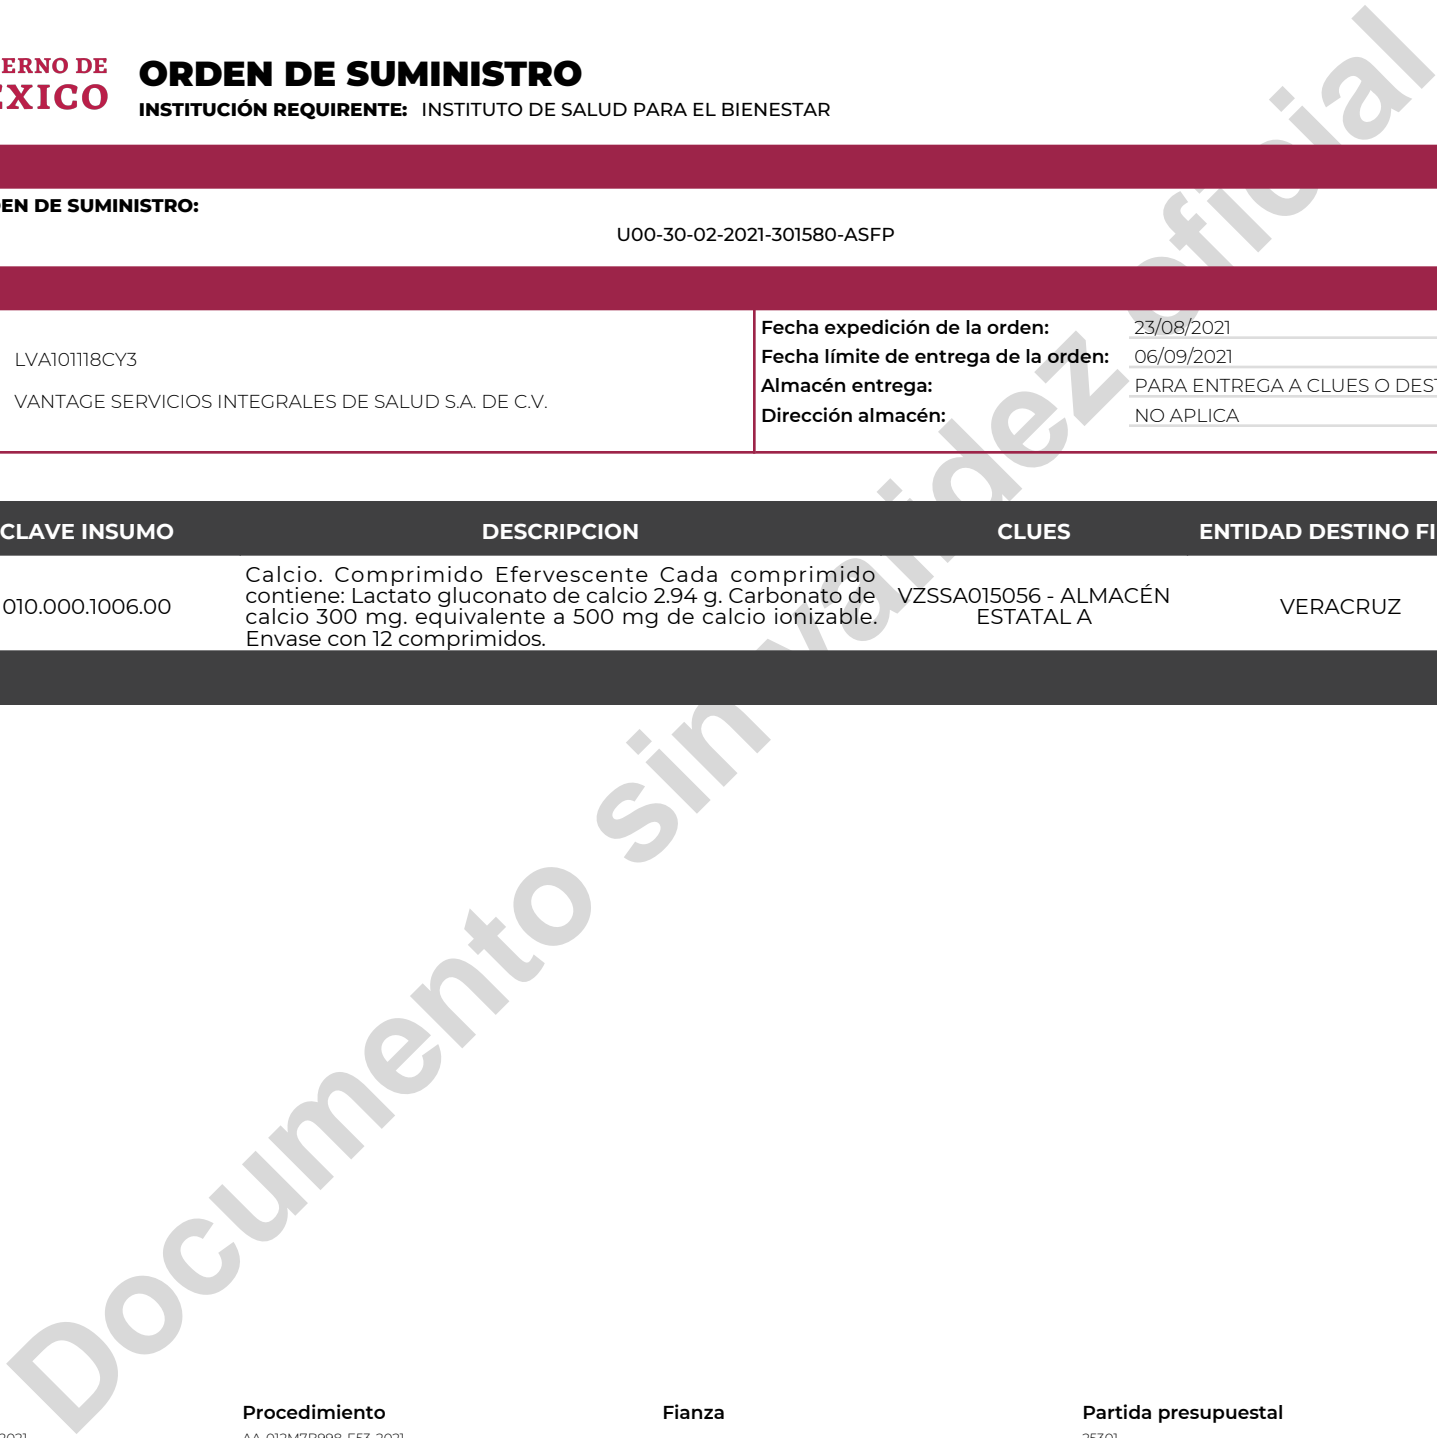 ERNO DE
ÉXICO
ORDEN DE SUMINISTRO
INSTITUCIÓN REQUIRENTE: INSTITUTO DE SALUD PARA EL BIENESTAR
EN DE SUMINISTRO:
U00-30-02-2021-301580-ASFP
LVA101118CY3
VANTAGE SERVICIOS INTEGRALES DE SALUD S.A. DE C.V.
Fecha expedición de la orden: 23/08/2021
Fecha límite de entrega de la orden: 06/09/2021
Almacén entrega: PARA ENTREGA A CLUES O DEST
Dirección almacén: NO APLICA
CLAVE INSUMO DESCRIPCION CLUES ENTIDAD DESTINO FI
010.000.1006.00
Calcio. Comprimido Efervescente Cada comprimido
contiene: Lactato gluconato de calcio 2.94 g. Carbonato de
calcio 300 mg. equivalente a 500 mg de calcio ionizable.
Envase con 12 comprimidos.
VZSSA015056 - ALMACÉN
ESTATAL A
VERACRUZ
Documento sin validez oficial
Procedimiento Fianza Partida presupuestal